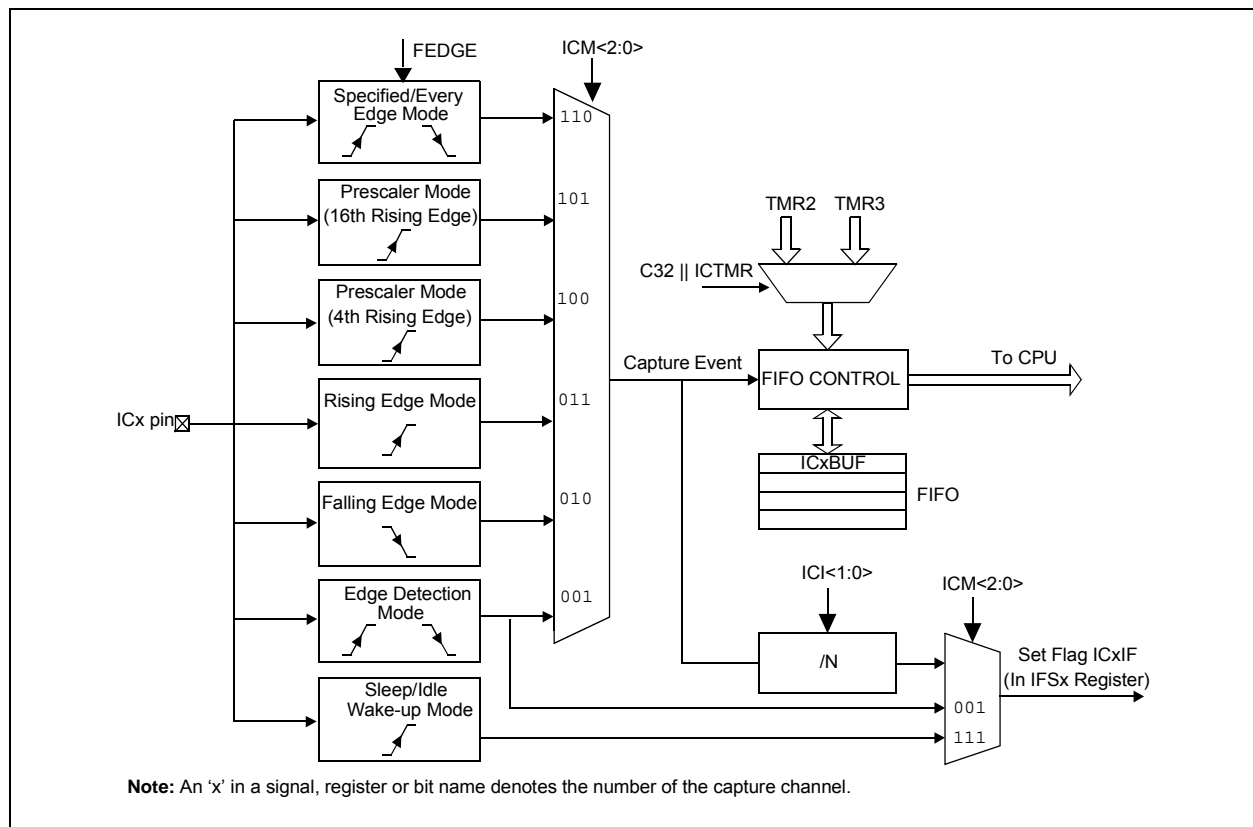 FEDGE
ICM<2:0>
Specified/Every
Edge Mode
110
Prescaler Mode
(16th Rising Edge)
101
TMR2
TMR3
C32 || ICTMR
Prescaler Mode
(4th Rising Edge)
100
Capture Event
FIFO CONTROL
To CPU
ICx pin
Rising Edge Mode
011
ICxBUF
FIFO
Falling Edge Mode
010
ICI<1:0>
ICM<2:0>
Edge Detection
Mode
001
/N
Set Flag ICxIF
(In IFSx Register)
Sleep/Idle
Wake-up Mode
001
111
Note: An ‘x’ in a signal, register or bit name denotes the number of the capture channel.